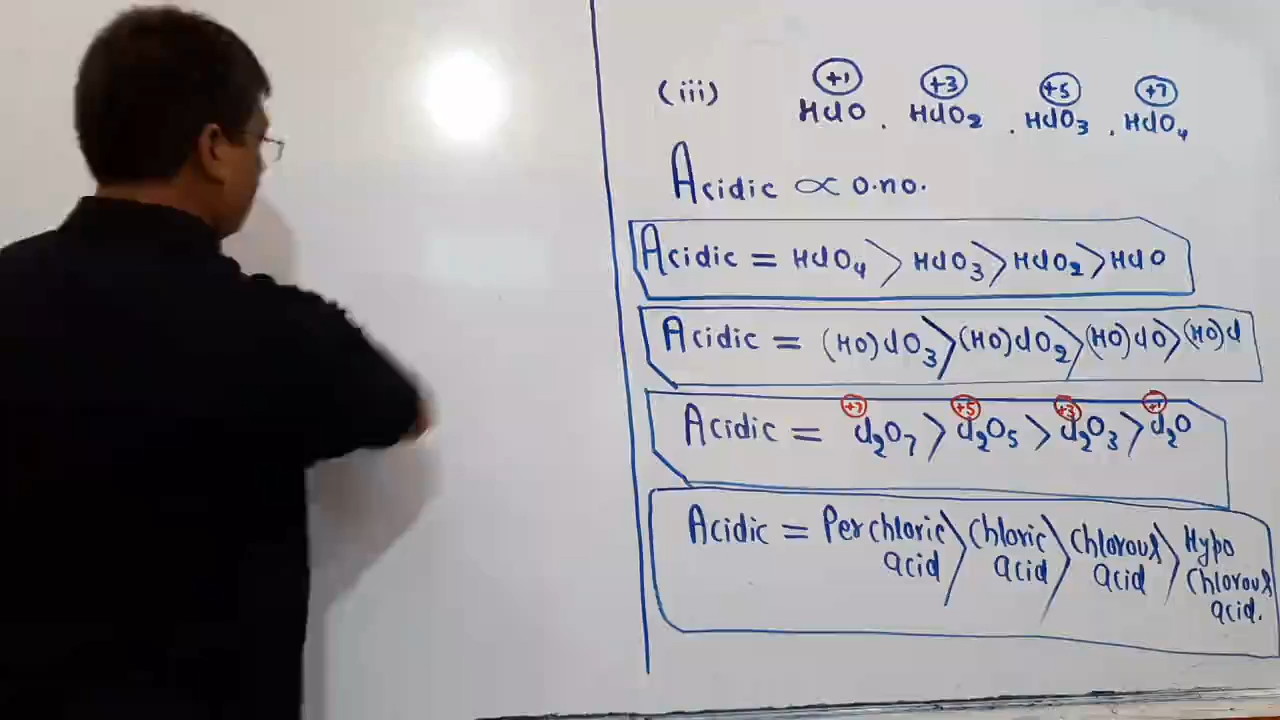 (iii) +1 +3 +5 +7
HClO , HClO2 , HClO3 , HClO4
Acidic ∝ o.no.
Acidic = HClO4 > HClO3 > HClO2 > HClO
Acidic = (HO)ClO3 > (HO)ClO2 > (HO)ClO > (HO)Cl
+7 +5 +3 +1
Acidic = Cl2O7 > Cl2O5 > Cl2O3 > Cl2O
Acidic = Perchloric acid > Chloric acid > Chlorous acid > Hypo Chlorous acid.